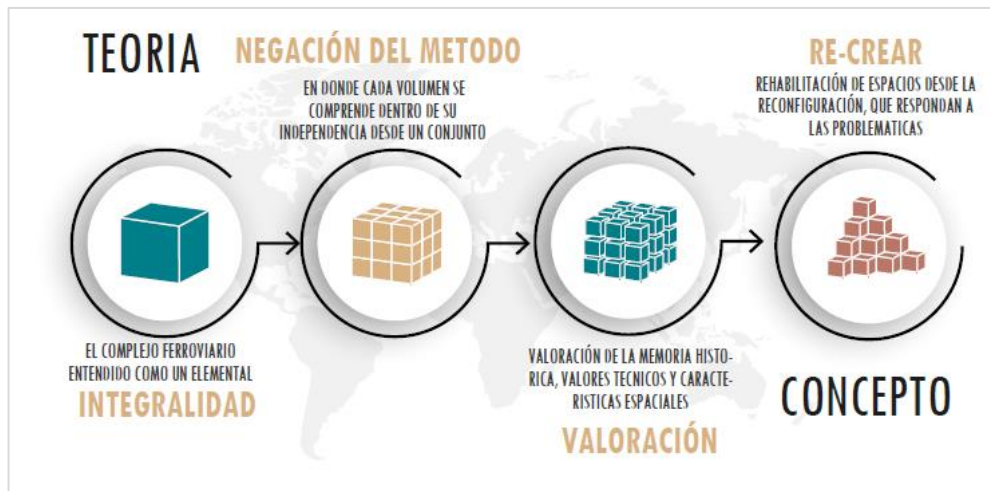 TEORIA
NEGACIÓN DEL METODO
EN DONDE CADA VOLUMEN SE
COMPRENDE DENTRO DE SU
INDEPENDENCIA DESDE UN CONJUNTO
RE-CREAR
REHABILITACIÓN DE ESPACIOS DESDE LA
RECONFIGURACIÓN, QUE RESPONDAN A
LAS PROBLEMATICAS
EL COMPLEJO FERROVIARIO
ENTENDIDO COMO UN ELEMENTAL
INTEGRALIDAD
VALORACIÓN DE LA MEMORIA HISTO-
RICA, VALORES TECNICOS Y CARACTE-
RISTICAS ESPACIALES
VALORACIÓN
CONCEPTO